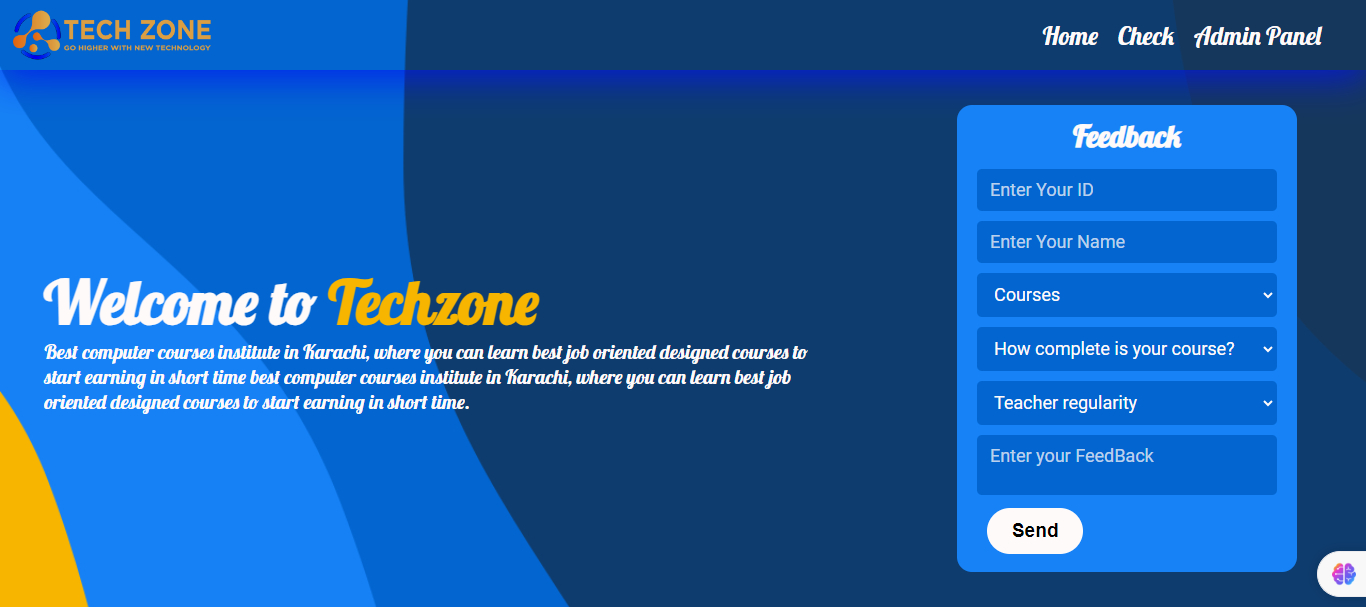 TECH ZONE
GO HIGHER WITH NEW TECHNOLOGY
Home Check Admin Panel
Feedback
Enter Your ID
Enter Your Name
Courses
How complete is your course?
Teacher regularity
Enter your FeedBack
Send
Welcome to Techzone
Best computer courses institute in Karachi, where you can learn best job oriented designed courses to
start earning in short time best computer courses institute in Karachi, where you can learn best job
oriented designed courses to start earning in short time.